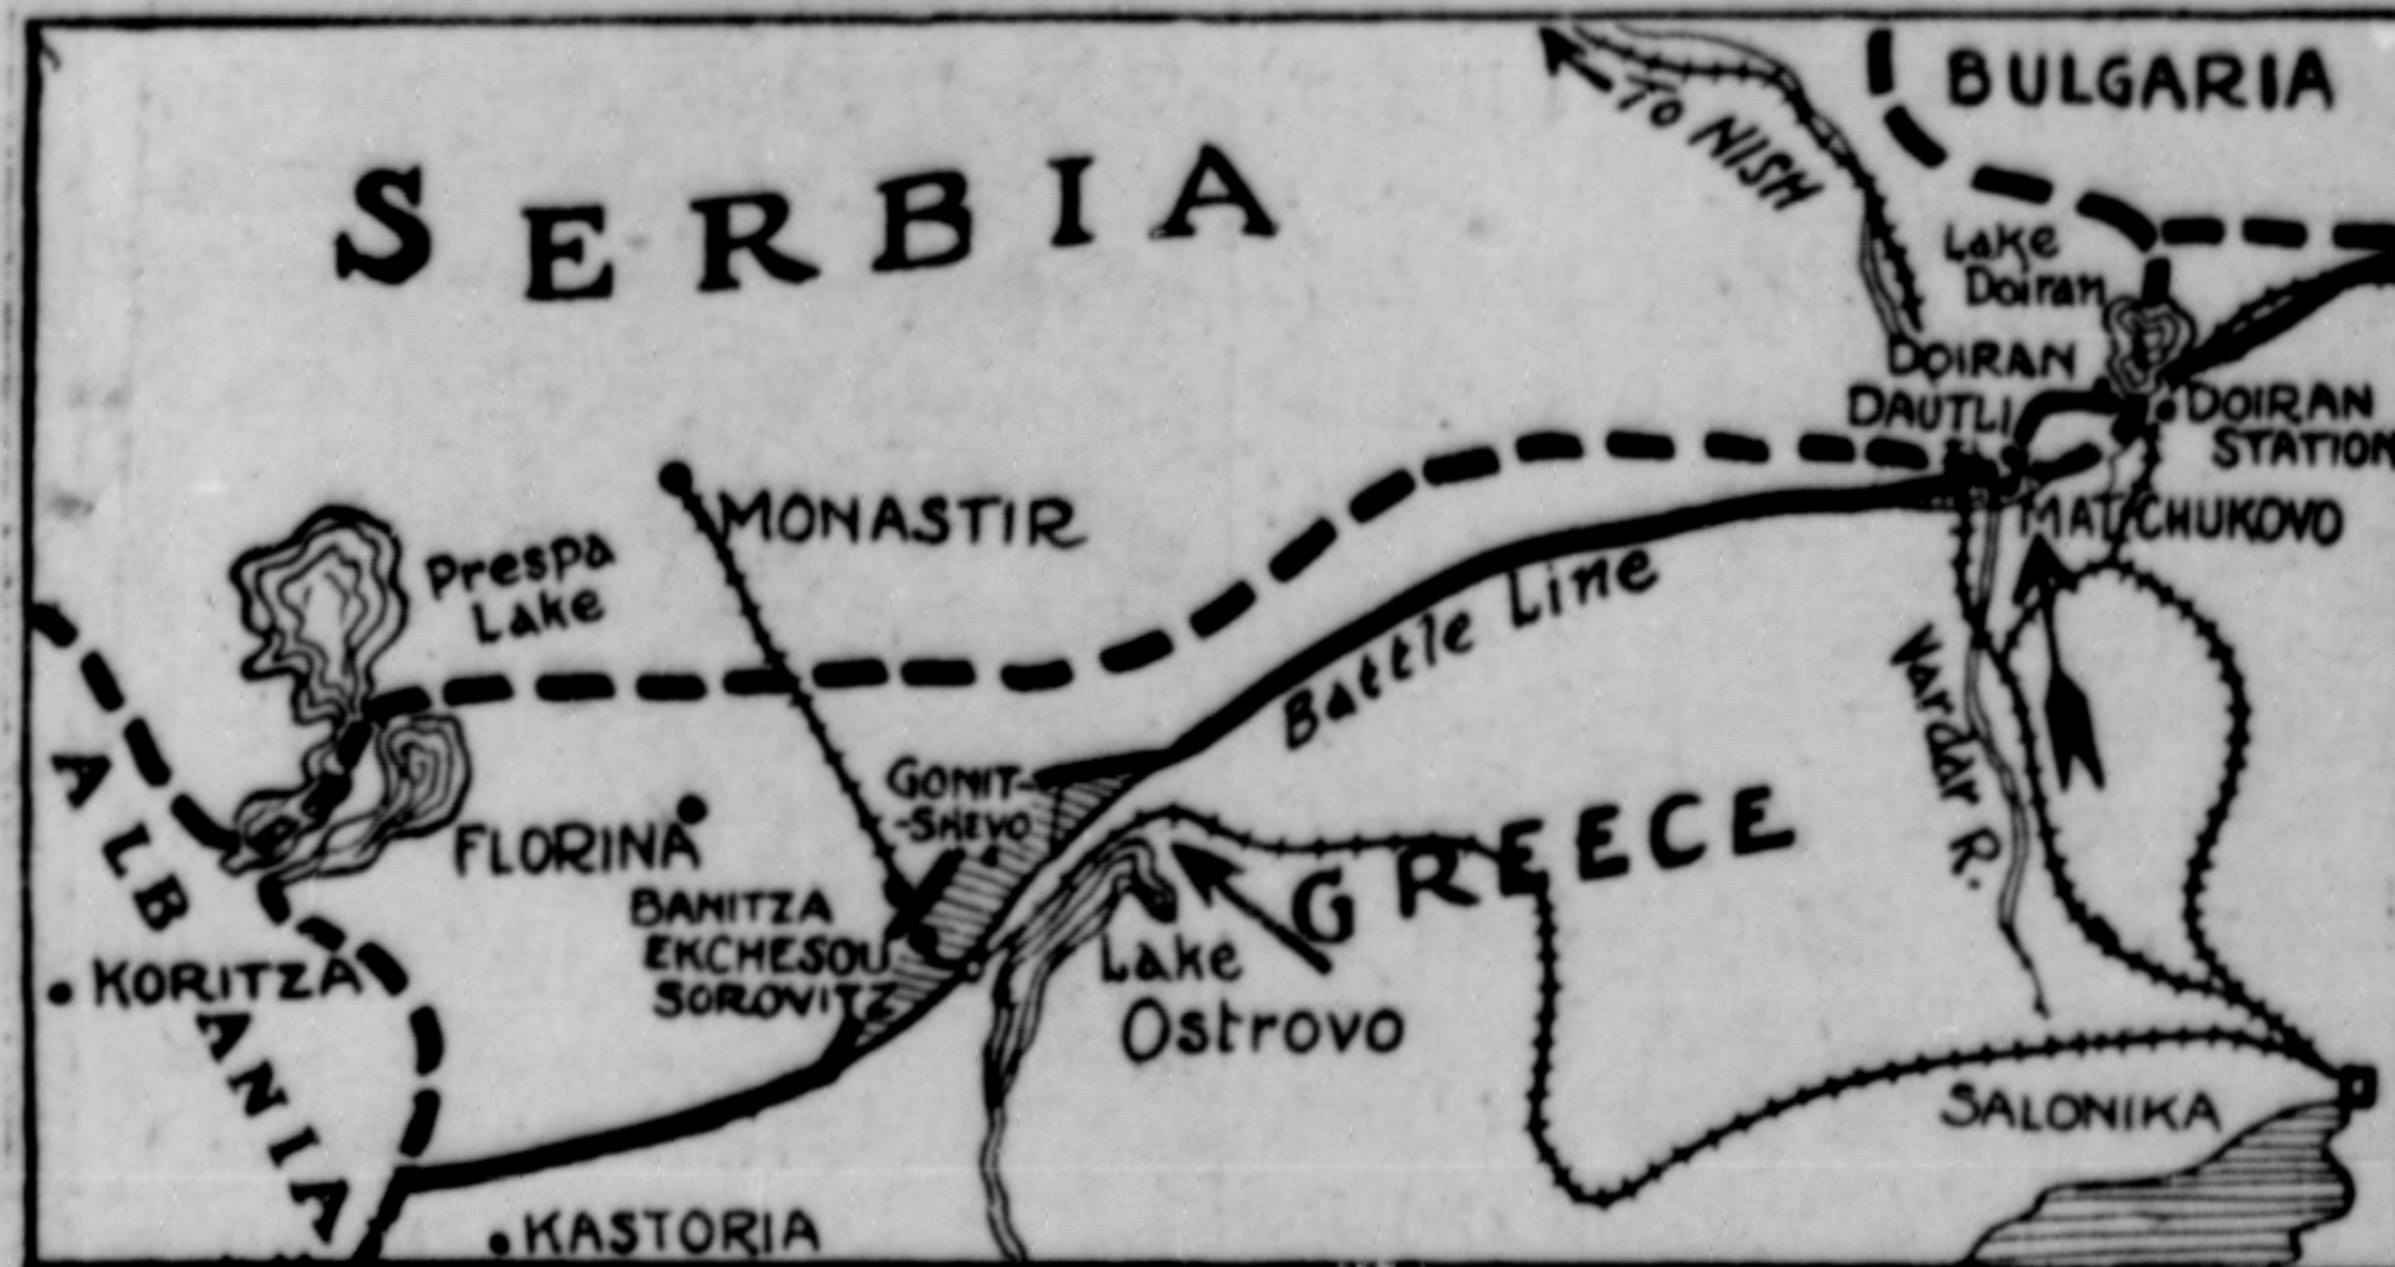 BULGARIA
TO NISH
SERBIA
Lake
Doiran
DOIRAN
DAUTLI
DOIRAN
STATION
MONASTIR
MATCHUKOVO
Prespa
Lake
Battle Line
Vardar R.
ALBANIA
GONIT-
-SHEVO
FLORINA
GREECE
BANITZA
EKCHESOU
SOROVITZ
Lake
Ostrovo
KORITZA
SALONIKA
KASTORIA